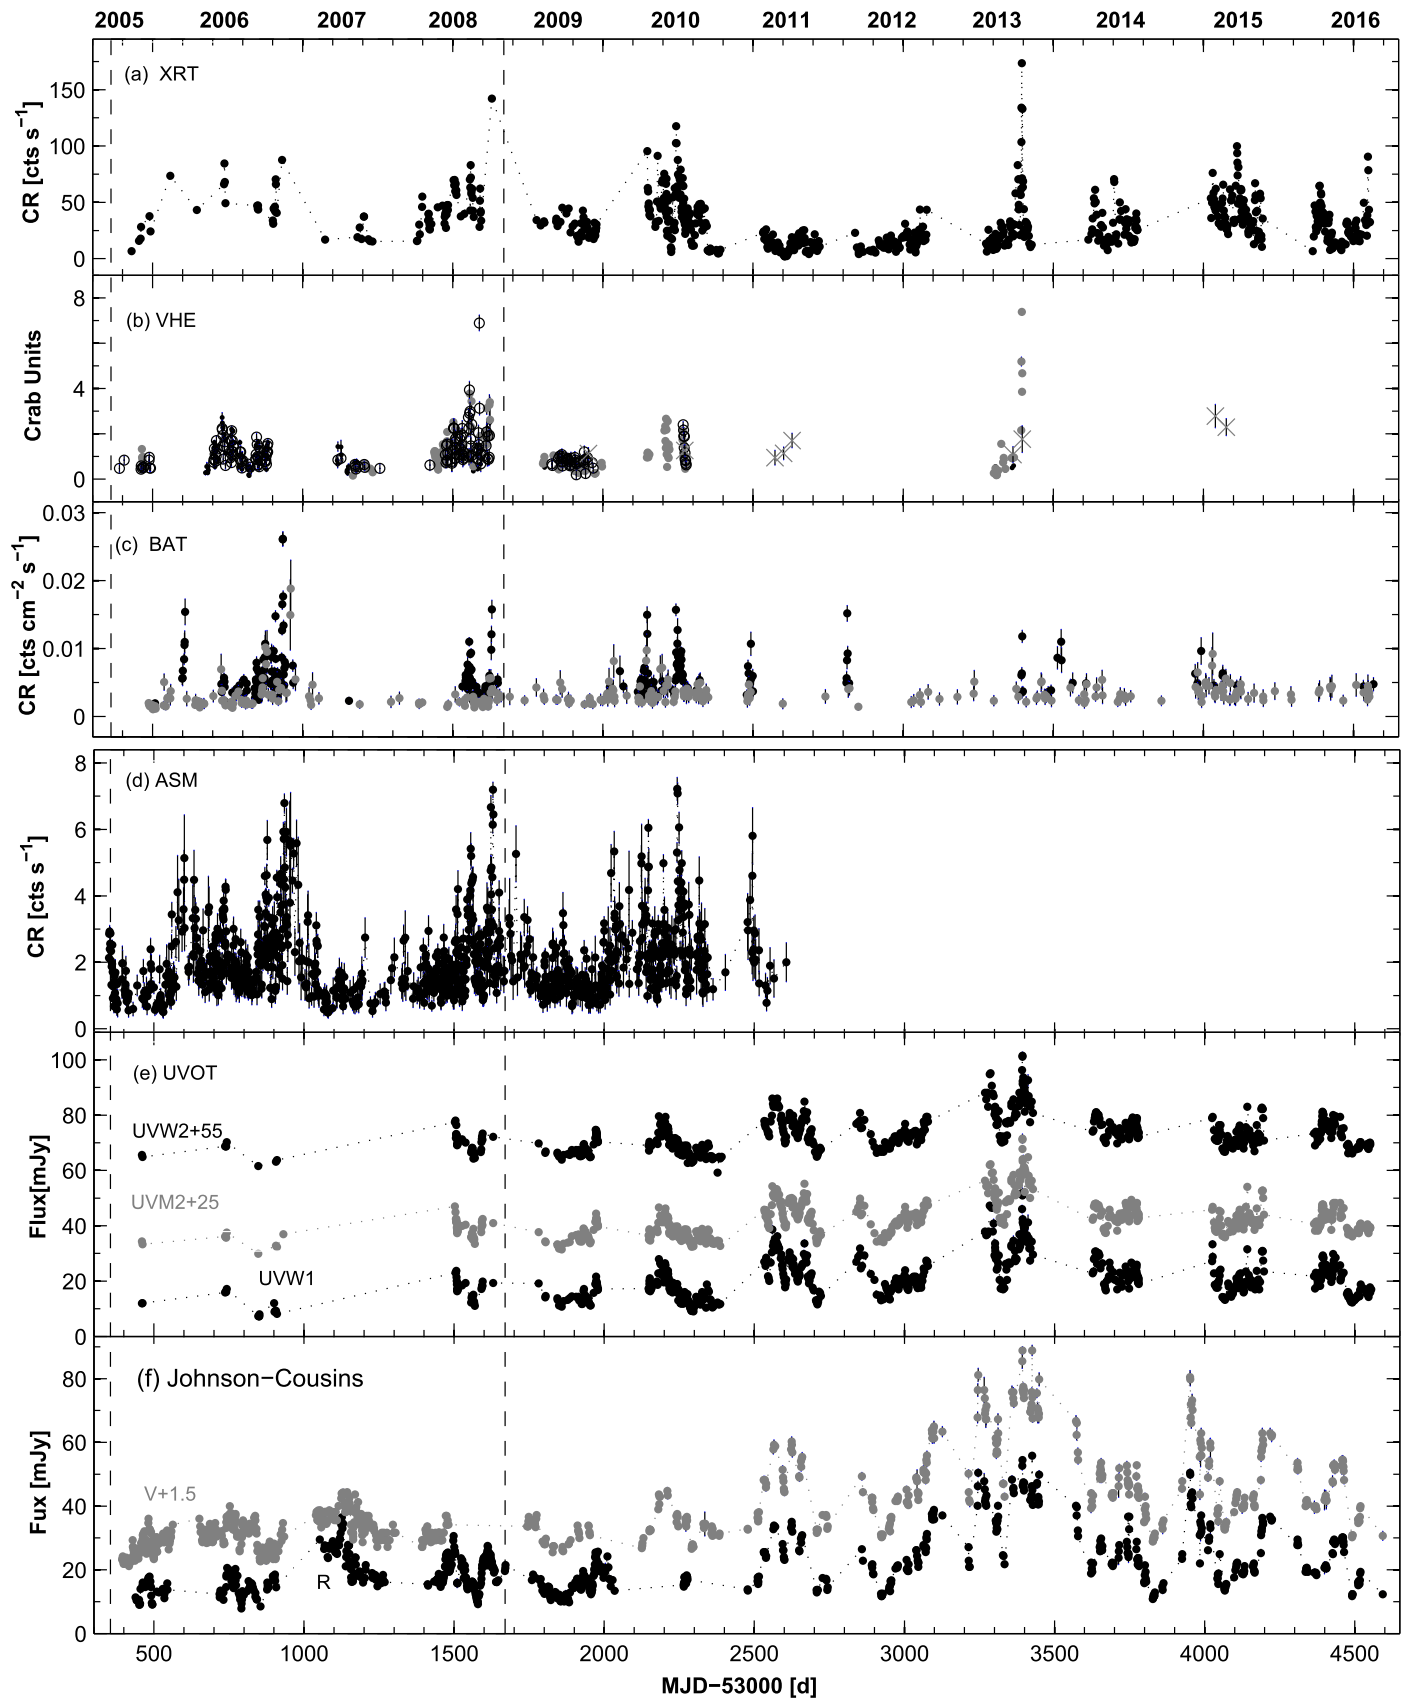 2005 2006 2007 2008 2009 2010 2011 2012 2013 2014 2015 2016
(a) XRT
CR [cts s−1]
150
100
50
0
(b) VHE
Crab Units
8
4
0
(c) BAT
CR [cts cm−2 s−1]
0.03
0.02
0.01
0
(d) ASM
CR [cts s−1]
8
6
4
2
0
(e) UVOT
Flux[mJy]
100
80
60
40
20
0
UVW2+55
UVM2+25
UVW1
(f) Johnson−Cousins
Fux [mJy]
80
60
40
20
0
V+1.5
R
500 1000 1500 2000 2500 3000 3500 4000 4500
MJD−53000 [d]